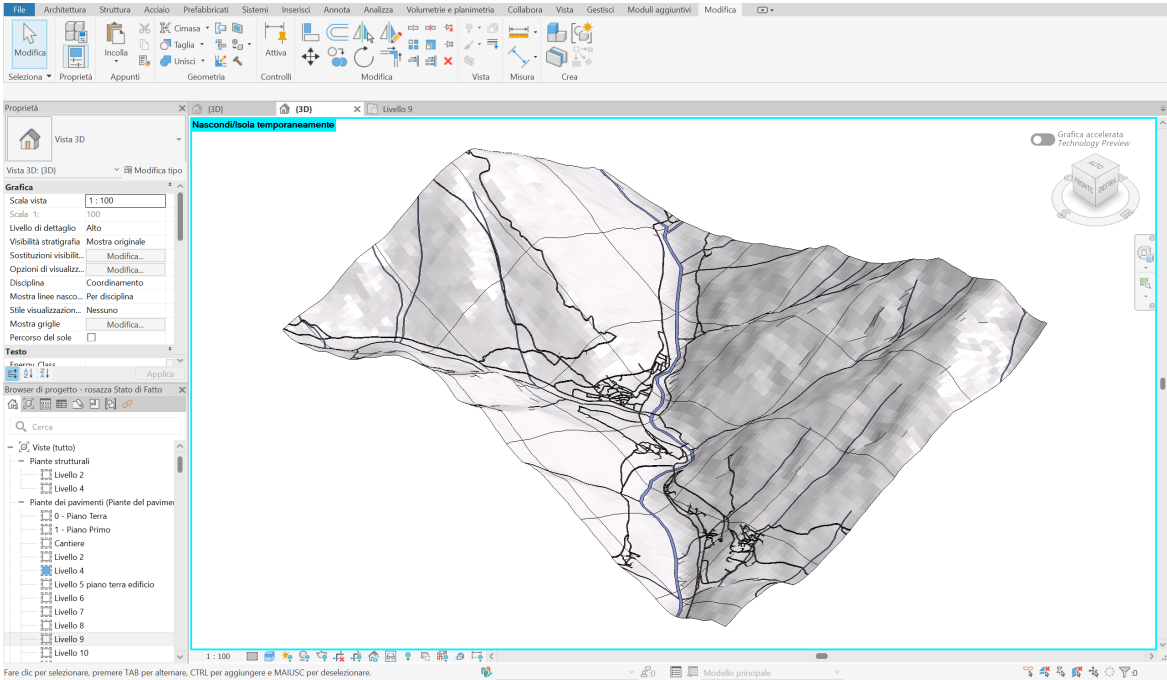 File Architettura Struttura Acciaio Prefabbricati Sistemi Inserisci Annota Analizza Volumetrie e planimetria Collabora Vista Gestisci Moduli aggiuntivi Modifica
Modifica Incolla Cimasa Taglia Unisci Attiva
Seleziona Proprietà Appunti Geometria Controlli Modifica Vista Misura Crea
Proprietà
{3D} {3D} Livello 9
Nascondi/Isola temporaneamente
Grafica accelerata
Technology Preview
ALTO
FRONTE DESTRA
Vista 3D
Vista 3D: {3D} Modifica tipo
Grafica
Scala vista 1 : 100
Scala 1: 100
Livello di dettaglio Alto
Visibilità stratigrafia Mostra originale
Sostituzioni visibilit... Modifica...
Opzioni di visualizz... Modifica...
Disciplina Coordinamento
Mostra linee nasco... Per disciplina
Stile visualizzazion... Nessuno
Mostra griglie Modifica...
Percorso del sole
Testo
Energy Class
Applica
Browser di progetto - rosazza Stato di Fatto
Cerca
Viste (tutto)
Piante strutturali
Livello 2
Livello 4
Piante dei pavimenti (Piante del pavimen
0 - Piano Terra
1 - Piano Primo
Cantiere
Livello 2
Livello 4
Livello 5 piano terra edificio
Livello 6
Livello 7
Livello 8
Livello 9
Livello 10
1 : 100
Fare clic per selezionare, premere TAB per alternare, CTRL per aggiungere e MAIUSC per deselezionare.
:0
Modello principale
:0